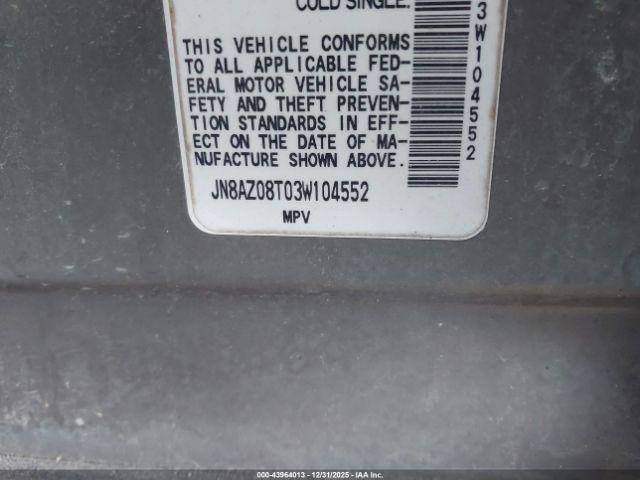 COLD SINGLE.
THIS VEHICLE CONFORMS
TO ALL APPLICABLE FED-
ERAL MOTOR VEHICLE SA-
FETY AND THEFT PREVEN-
TION STANDARDS IN EFF-
ECT ON THE DATE OF MA-
NUFACTURE SHOWN ABOVE.
JN8AZ08T03W104552
MPV
3W104552
000-43964013 - 12/31/2025 - IAA Inc.